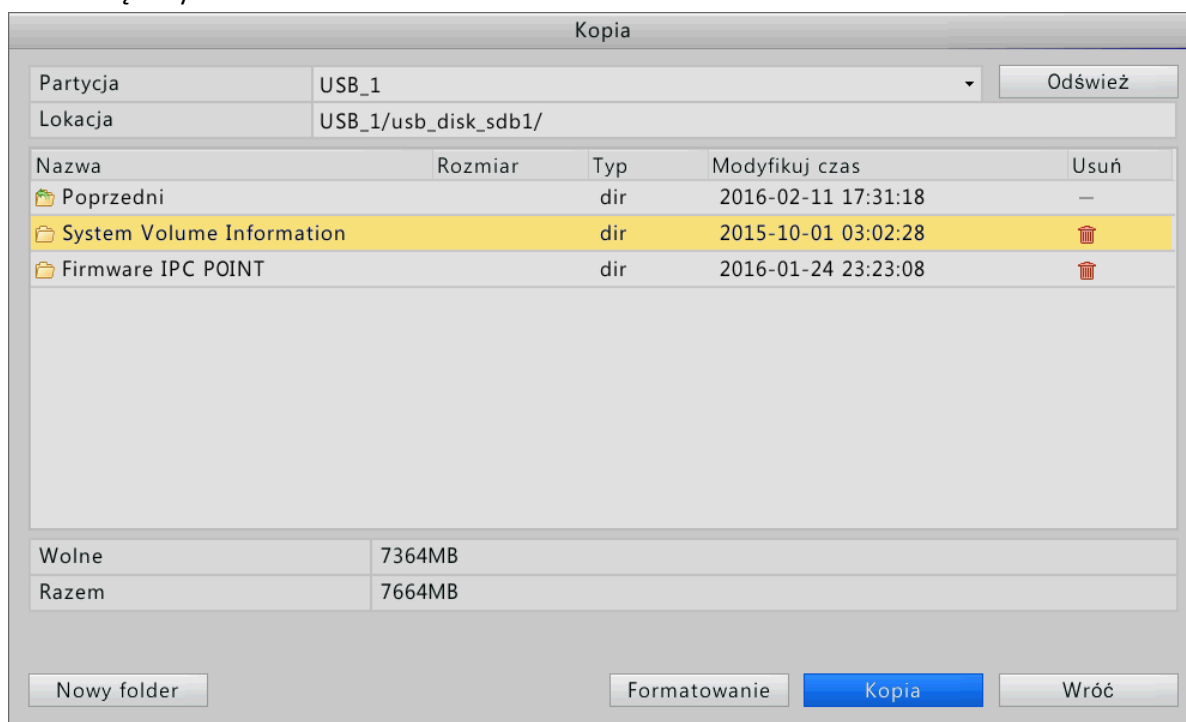 Kopia
Partycja USB_1 Odśwież
Lokacja USB_1/usb_disk_sdb1/
Nazwa Rozmiar Typ Modyfikuj czas Usuń
Poprzedni dir 2016-02-11 17:31:18 —
System Volume Information dir 2015-10-01 03:02:28
Firmware IPC POINT dir 2016-01-24 23:23:08
Wolne 7364MB
Razem 7664MB
Nowy folder Formatowanie Kopia Wróć